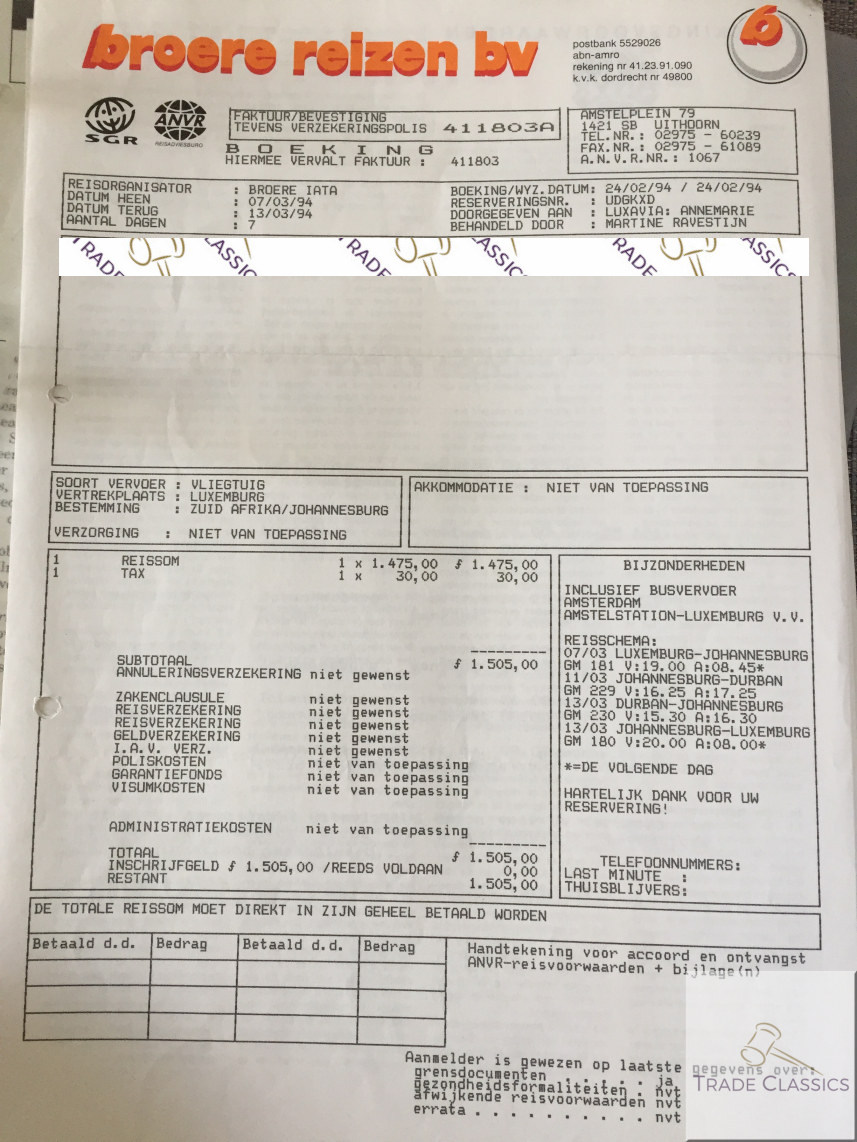 broere reizen bv
6
postbank 5529026
abn-amro
rekening nr 41.23.91.090
k.v.k. dordrecht nr 49800
SGR
ANVR
REISADVIESBURO
FAKTUUR/BEVESTIGING
TEVENS VERZEKERINGSPOLIS 411803A
B O E K I N G
HIERMEE VERVALT FAKTUUR : 411803
AMSTELPLEIN 79
1421 SB UITHOORN
TEL.NR.: 02975 - 60239
FAX.NR.: 02975 - 61089
A.N.V.R.NR.: 1067
REISORGANISATOR : BROERE IATA
DATUM HEEN : 07/03/94
DATUM TERUG : 13/03/94
AANTAL DAGEN : 7
BOEKING/WYZ.DATUM: 24/02/94 / 24/02/94
RESERVERINGSNR. : UDGKXD
DOORGEGEVEN AAN : LUXAVIA: ANNEMARIE
BEHANDELD DOOR : MARTINE RAVESTIJN
TRADE CLASSICS TRADE CLASSICS TRADE CLASSICS
SOORT VERVOER : VLIEGTUIG
VERTREKPLAATS : LUXEMBURG
BESTEMMING : ZUID AFRIKA/JOHANNESBURG
VERZORGING : NIET VAN TOEPASSING
AKKOMMODATIE : NIET VAN TOEPASSING
1 REISSOM 1 x 1.475,00 ƒ 1.475,00
1 TAX 1 x 30,00 30,00
---------
SUBTOTAAL ƒ 1.505,00
ANNULERINGSVERZEKERING niet gewenst
ZAKENCLAUSULE niet gewenst
REISVERZEKERING niet gewenst
REISVERZEKERING niet gewenst
GELDVERZEKERING niet gewenst
I.A.V. VERZ. niet gewenst
POLISKOSTEN niet van toepassing
GARANTIEFONDS niet van toepassing
VISUMKOSTEN niet van toepassing
ADMINISTRATIEKOSTEN niet van toepassing
---------
TOTAAL ƒ 1.505,00
INSCHRIJFGELD ƒ 1.505,00 /REEDS VOLDAAN 0,00
RESTANT 1.505,00
BIJZONDERHEDEN
INCLUSIEF BUSVERVOER
AMSTERDAM
AMSTELSTATION-LUXEMBURG V.V.
REISSCHEMA:
07/03 LUXEMBURG-JOHANNESBURG
GM 181 V:19.00 A:08.45*
11/03 JOHANNESBURG-DURBAN
GM 229 V:16.25 A:17.25
13/03 DURBAN-JOHANNESBURG
GM 230 V:15.30 A:16.30
13/03 JOHANNESBURG-LUXEMBURG
GM 180 V:20.00 A:08.00*
*=DE VOLGENDE DAG
HARTELIJK DANK VOOR UW
RESERVERING!
TELEFOONNUMMERS:
LAST MINUTE :
THUISBLIJVERS:
DE TOTALE REISSOM MOET DIREKT IN ZIJN GEHEEL BETAALD WORDEN
Betaald d.d. Bedrag Betaald d.d. Bedrag
Handtekening voor accoord en ontvangst
ANVR-reisvoorwaarden + bijlage(n)
Aanmelder is gewezen op laatste gegevens over:
grensdocumenten . . . . . ja
gezondheidsformaliteiten . nvt
afwijkende reisvoorwaarden nvt
errata . . . . . . . . . . nvt
TRADE CLASSICS